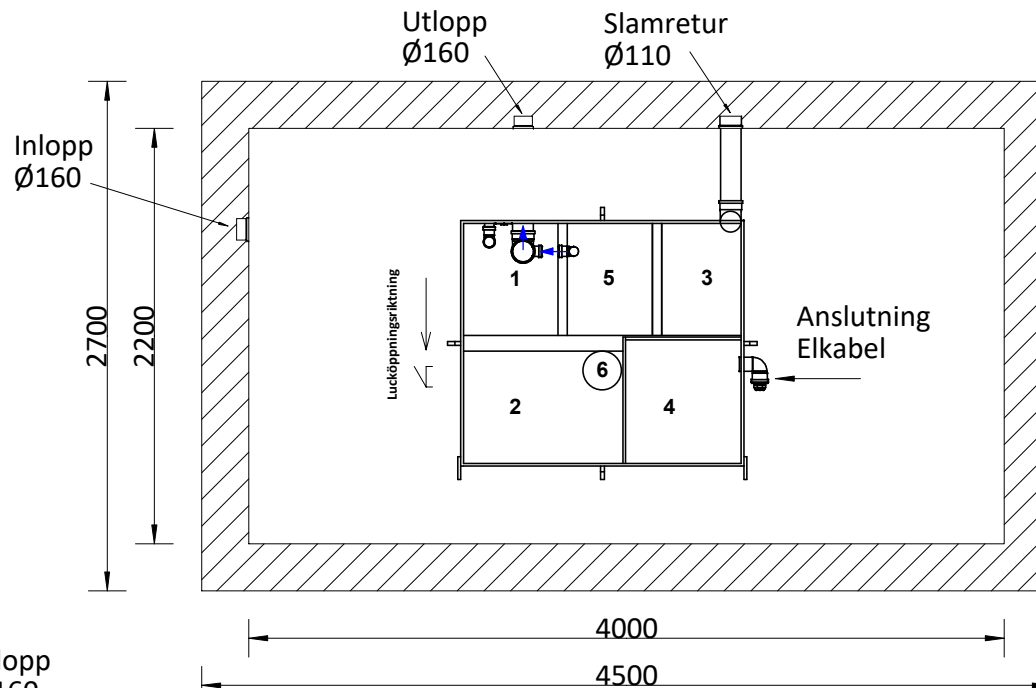 Utlopp
Ø160
Slamretur
Ø110
Inlopp
Ø160
2700
2200
Lucköppningsriktning
1
5
3
Anslutning
Elkabel
6
2
4
4000
4500